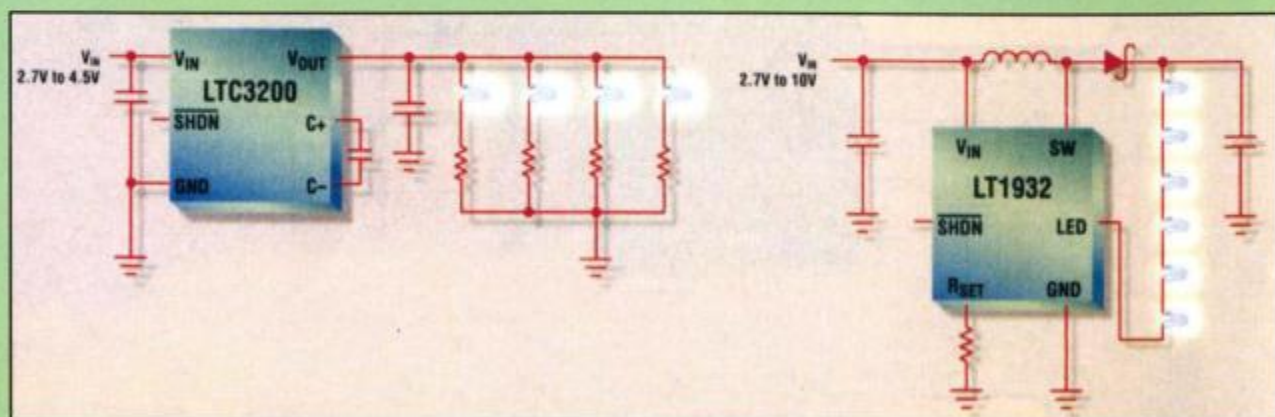 VIN
2.7V to 4.5V
VIN
VOUT
LTC3200
SHDN
C+
GND
C–
VIN
2.7V to 10V
VIN
SW
LT1932
SHDN
LED
RSET
GND